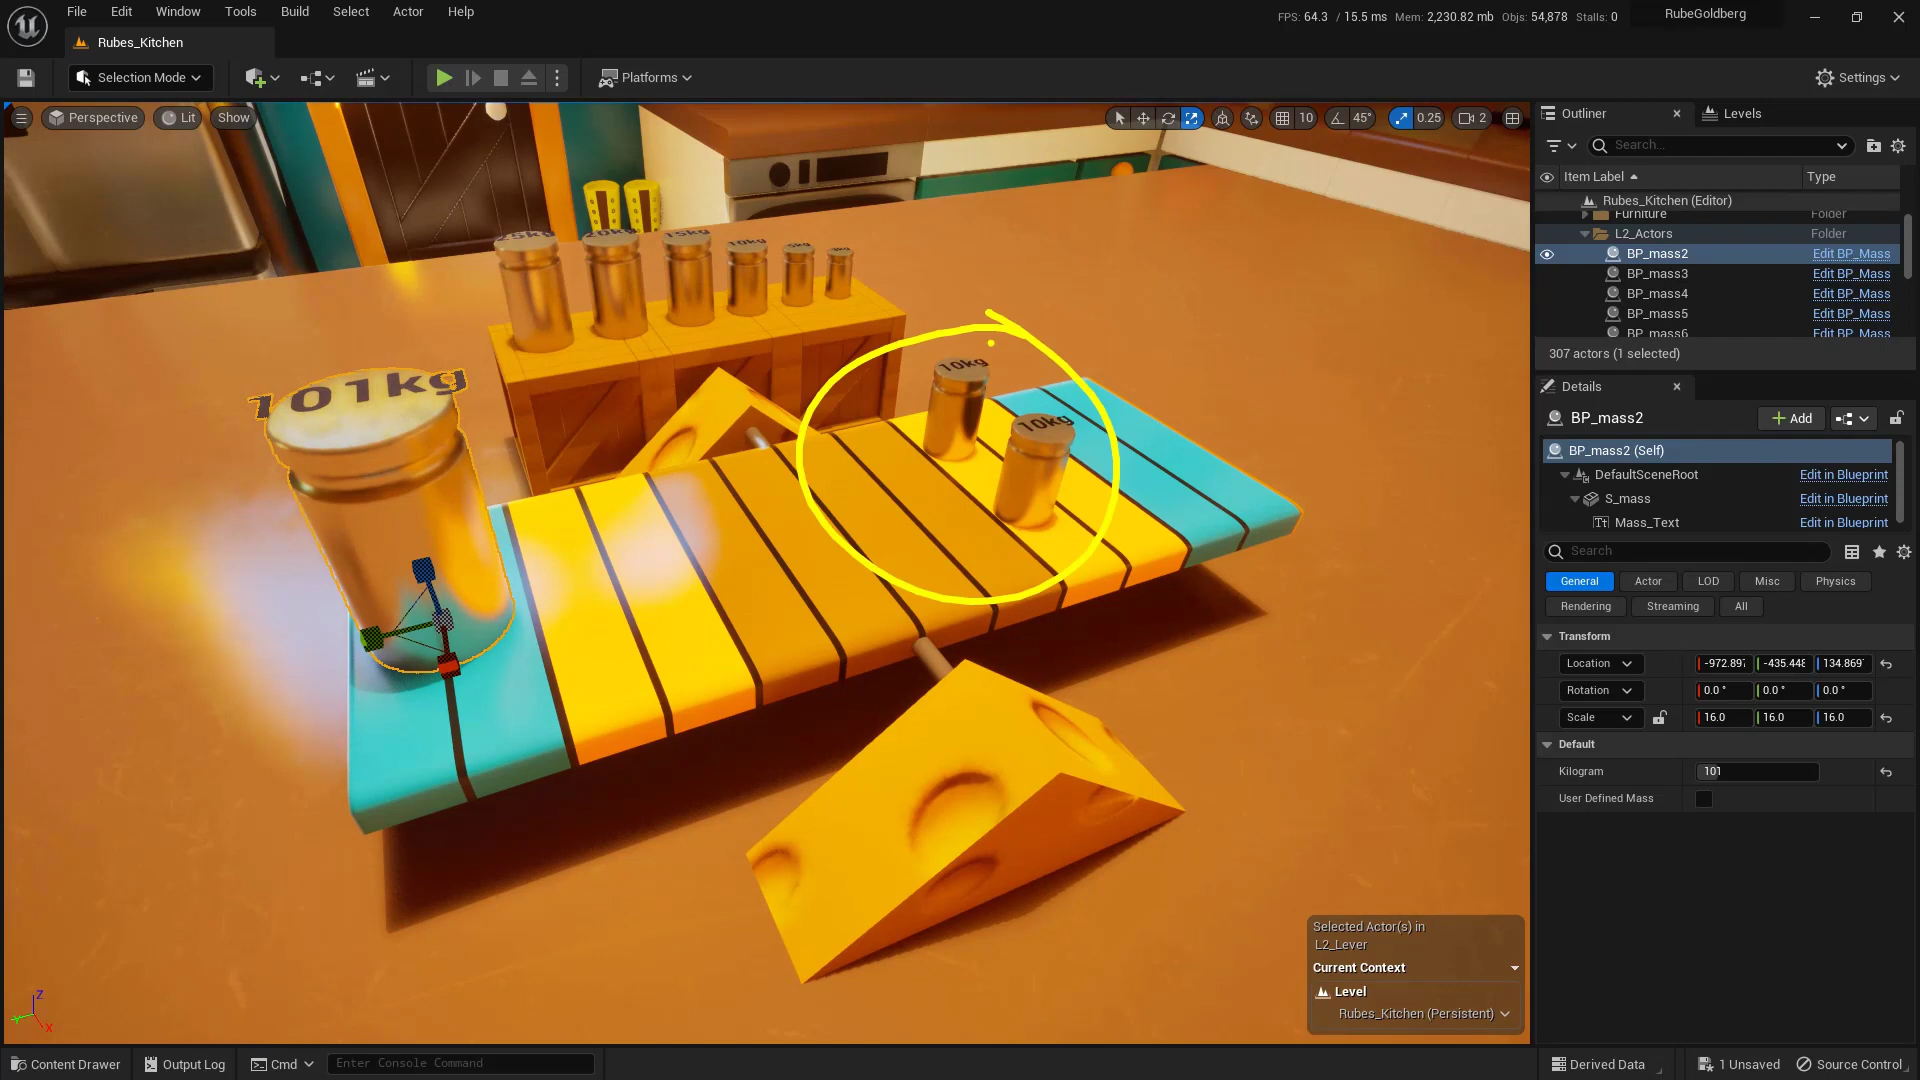 File Edit Window Tools Build Select Actor Help
FPS: 64.3 / 15.5 ms Mem: 2,230.82 mb Objs: 54,878 Stalls: 0
RubeGoldberg
Rubes_Kitchen
Selection Mode
Platforms
Settings
Perspective Lit Show
10 45° 0.25 2
Outliner Levels
Search...
Item Label Type
Rubes_Kitchen (Editor)
Furniture Folder
L2_Actors Folder
BP_mass2 Edit BP_Mass
BP_mass3 Edit BP_Mass
BP_mass4 Edit BP_Mass
BP_mass5 Edit BP_Mass
BP_mass6 Edit BP_Mass
307 actors (1 selected)
25kg 20kg 15kg 10kg 5kg
101kg
10kg
10kg
Details
BP_mass2
Add
BP_mass2 (Self)
DefaultSceneRoot Edit in Blueprint
S_mass Edit in Blueprint
Mass_Text Edit in Blueprint
Search
General Actor LOD Misc Physics
Rendering Streaming All
Transform
Location -972.897 -435.448 134.869
Rotation 0.0 ° 0.0 ° 0.0 °
Scale 16.0 16.0 16.0
Default
Kilogram 101
User Defined Mass
Selected Actor(s) in
L2_Lever
Current Context
Level
Rubes_Kitchen (Persistent)
Z
Y
X
Content Drawer Output Log Cmd Enter Console Command
Derived Data 1 Unsaved Source Control